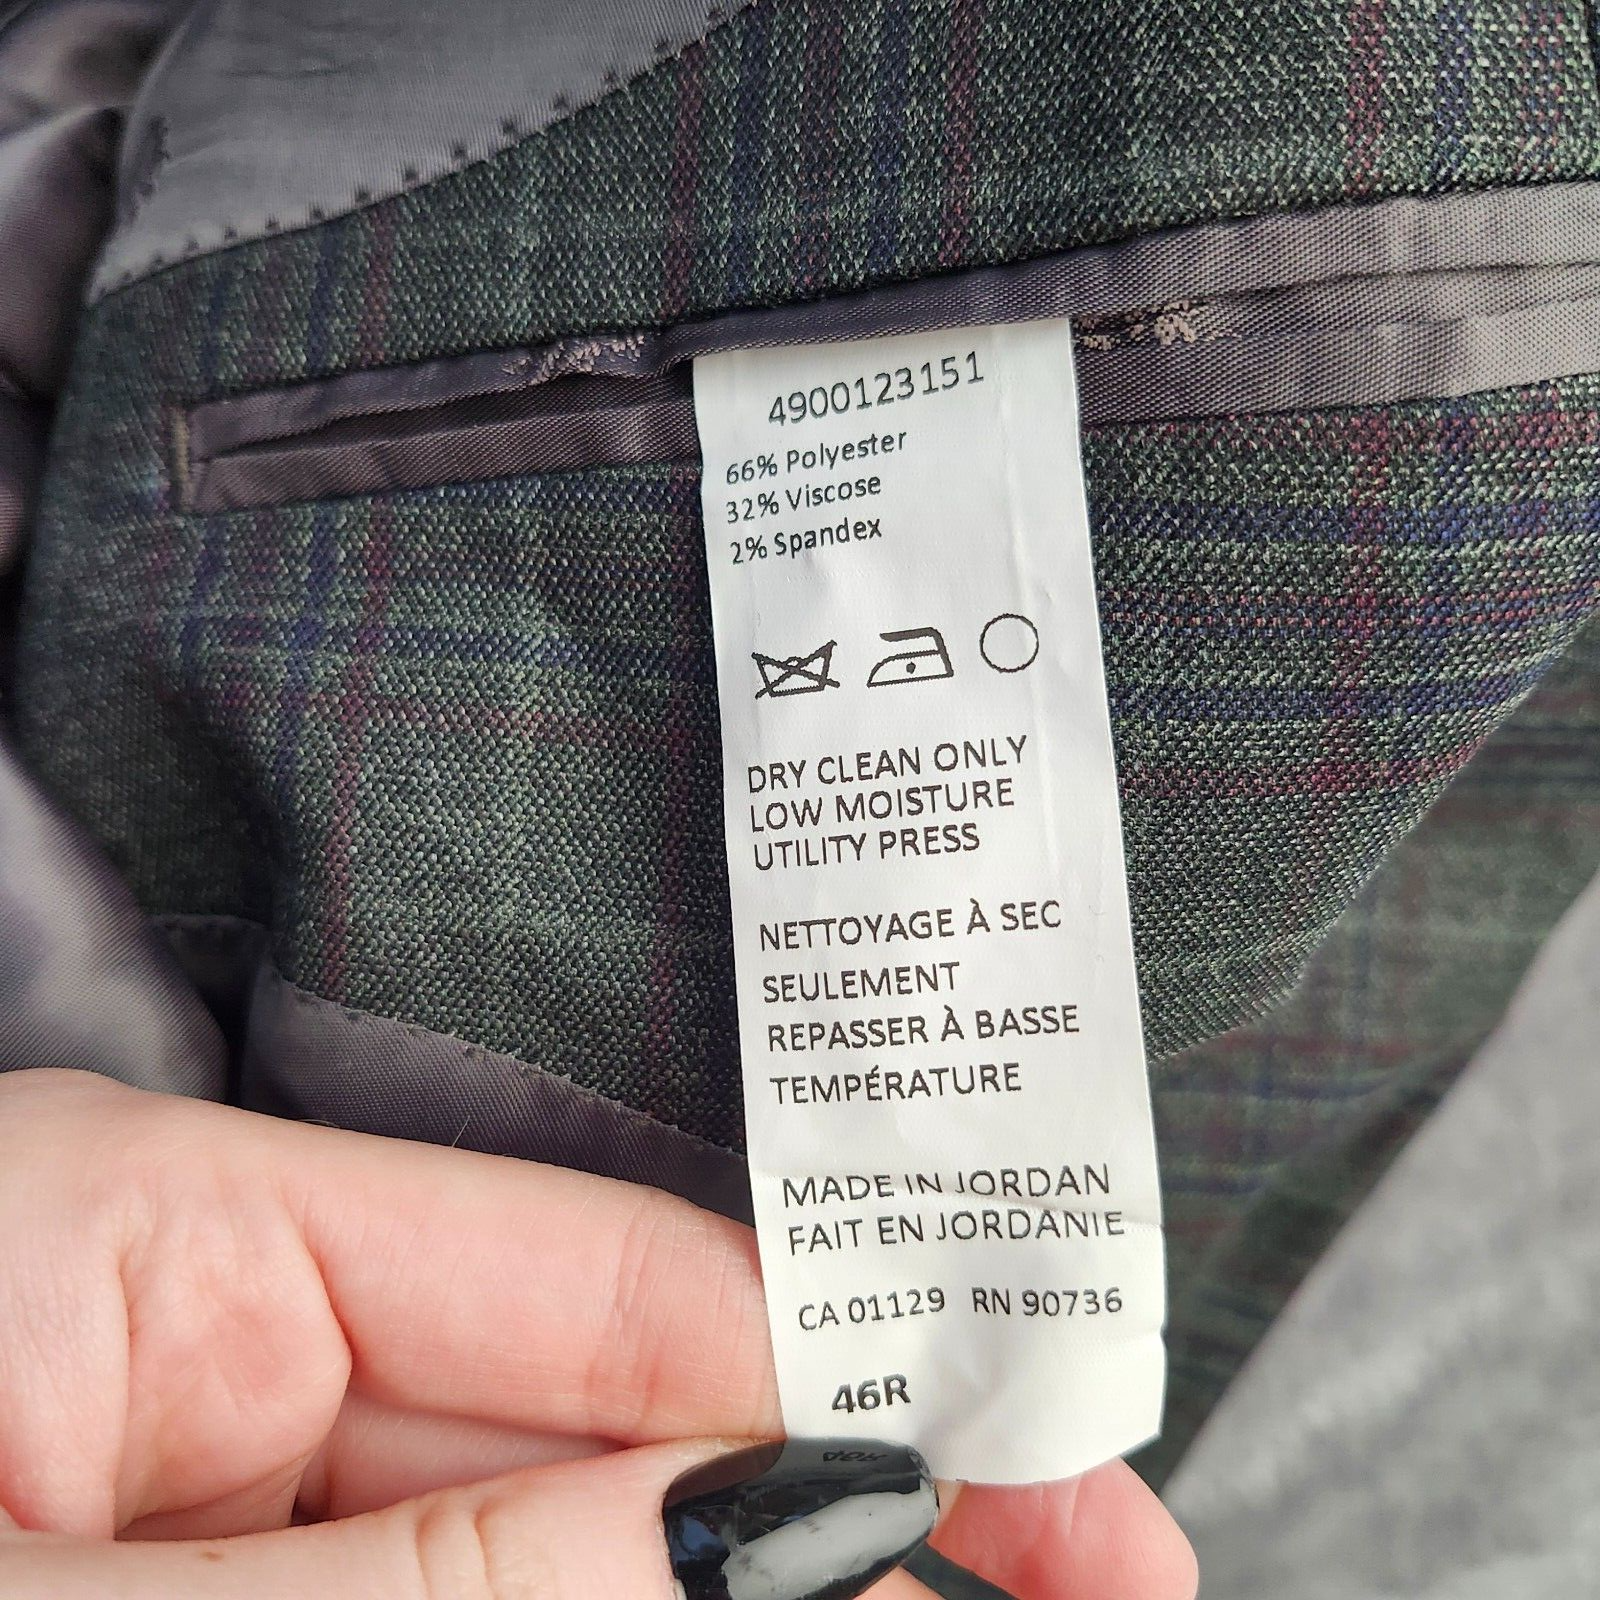 4900123151
66% Polyester
32% Viscose
2% Spandex
DRY CLEAN ONLY
LOW MOISTURE
UTILITY PRESS
NETTOYAGE À SEC
SEULEMENT
REPASSER À BASSE
TEMPÉRATURE
MADE IN JORDAN
FAIT EN JORDANIE
CA 01129 RN 90736
46R